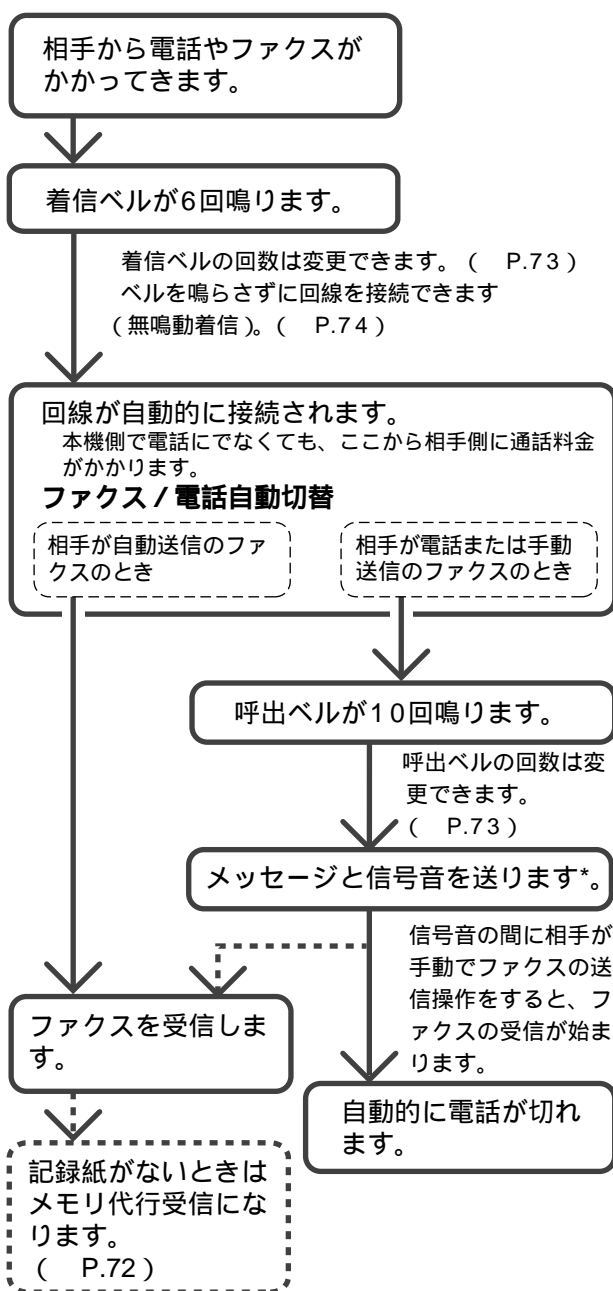 相手から電話やファクスが
かかってきます。
着信ベルが6回鳴ります。
着信ベルの回数は変更できます。( P.73)
ベルを鳴らさずに回線を接続できます
(無鳴動着信)。( P.74)
回線が自動的に接続されます。
本機側で電話にでなくても、ここから相手側に通話料金
がかかります。
ファクス/電話自動切替
相手が自動送信のファ
クスのとき
相手が電話または手動
送信のファクスのとき
呼出ベルが10回鳴ります。
呼出ベルの回数は変
更できます。
( P.73)
メッセージと信号音を送ります*。
信号音の間に相手が
手動でファクスの送
信操作をすると、フ
ァクスの受信が始ま
ります。
ファクスを受信しま
す。
自動的に電話が切れ
ます。
記録紙がないときは
メモリ代行受信にな
ります。
( P.72)